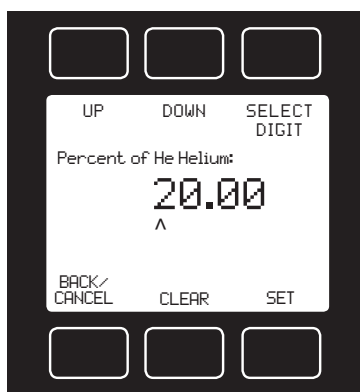 UP DOWN SELECT
DIGIT
Percent of He Helium:
20.00
^
BACK/
CANCEL CLEAR SET